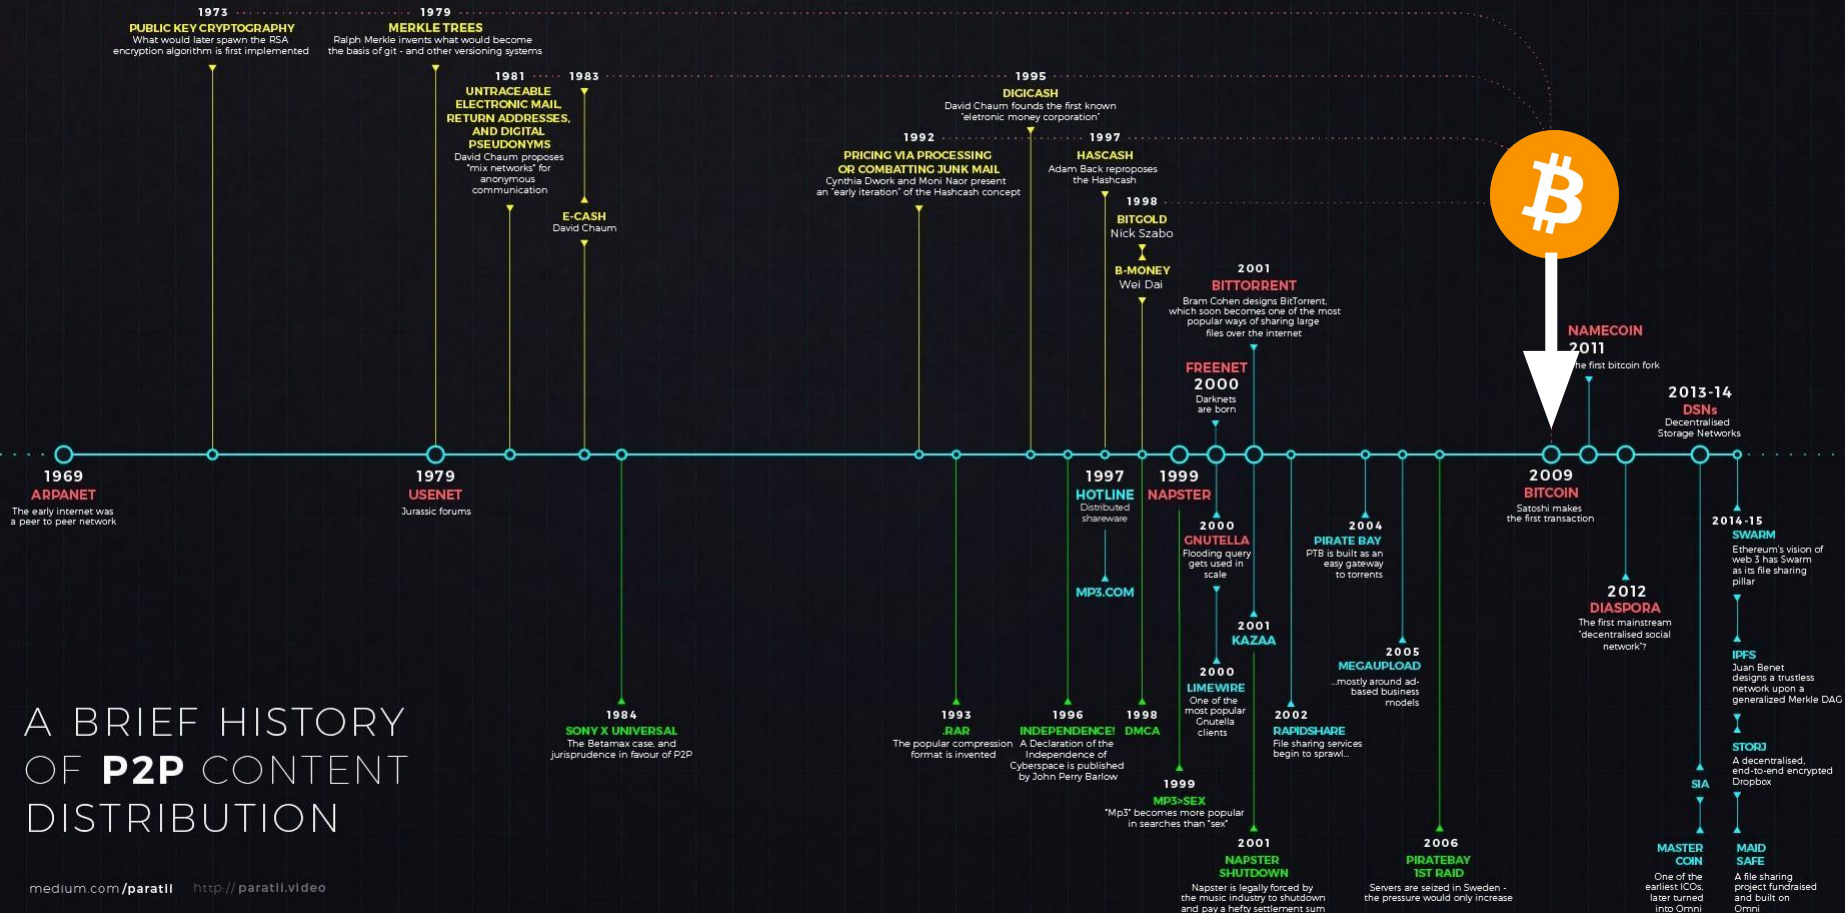 1973
PUBLIC KEY CRYPTOGRAPHY
What would later spawn the RSA
encryption algorithm is first implemented
1979
MERKLE TREES
Ralph Merkle invents what would become
the basis of git - and other versioning systems
1981
UNTRACEABLE
ELECTRONIC MAIL,
RETURN ADDRESSES,
AND DIGITAL
PSEUDONYMS
David Chaum proposes
"mix networks" for
anonymous
communication
1983
E-CASH
David Chaum
1992
PRICING VIA PROCESSING
OR COMBATTING JUNK MAIL
Cynthia Dwork and Moni Naor present
an "early iteration" of the Hashcash concept
1995
DIGICASH
David Chaum founds the first known
"eletronic money corporation"
1997
HASCASH
Adam Back reproposes
the Hashcash
1998
BITGOLD
Nick Szabo
B-MONEY
Wei Dai
2001
BITTORRENT
Bram Cohen designs BitTorrent,
which soon becomes one of the most
popular ways of sharing large
files over the internet
FREENET
2000
Darknets
are born
NAMECOIN
2011
he first bitcoin fork
2013-14
DSNs
Decentralised
Storage Networks
1969
ARPANET
The early internet was
a peer to peer network
1979
USENET
Jurassic forums
1984
SONY X UNIVERSAL
The Betamax case, and
jurisprudence in favour of P2P
1993
.RAR
The popular compression
format is invented
1996
INDEPENDENCE!
A Declaration of the
Independence of
Cyberspace is published
by John Perry Barlow
1997
HOTLINE
Distributed
shareware
MP3.COM
1998
DMCA
1999
NAPSTER
1999
MP3>SEX
"Mp3" becomes more popular
in searches than "sex"
2000
GNUTELLA
Flooding query
gets used in
scale
2000
LIMEWIRE
One of the
most popular
Gnutella
clients
2001
KAZAA
2001
NAPSTER
SHUTDOWN
Napster is legally forced by
the music industry to shutdown
and pay a hefty settlement sum
2002
RAPIDSHARE
File sharing services
begin to sprawl...
2004
PIRATE BAY
PTB is built as an
easy gateway
to torrents
2005
MEGAUPLOAD
...mostly around ad-
based business
models
2006
PIRATEBAY
1ST RAID
Servers are seized in Sweden -
the pressure would only increase
2009
BITCOIN
Satoshi makes
the first transaction
2012
DIASPORA
The first mainstream
"decentralised social
network"?
SIA
MASTER
COIN
One of the
earliest ICOs,
later turned
into Omni
2014-15
SWARM
Ethereum's vision of
web 3 has Swarm
as its file sharing
pillar
IPFS
Juan Benet
designs a trustless
network upon a
generalized Merkle DAG
STORJ
A decentralised,
end-to-end encrypted
Dropbox
MAID
SAFE
A file sharing
project fundraised
and built on
Omni
A BRIEF HISTORY
OF P2P CONTENT
DISTRIBUTION
medium.com/paratii http://paratii.video